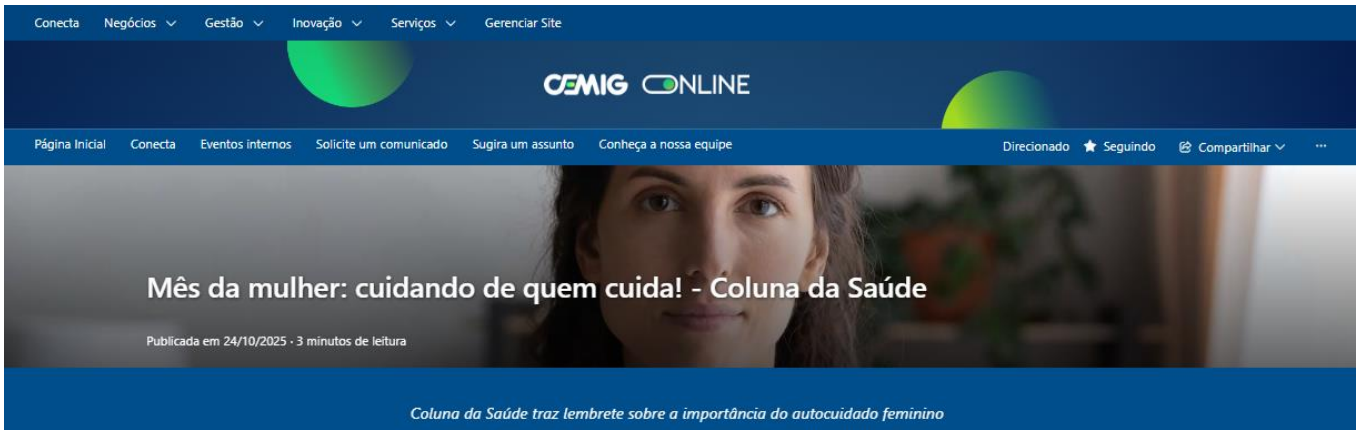 Conecta Negócios Gestão Inovação Serviços Gerenciar Site
CEMIG ONLINE
Página Inicial Conecta Eventos internos Solicite um comunicado Sugira um assunto Conheça a nossa equipe Direcionado Seguindo Compartilhar ...
Mês da mulher: cuidando de quem cuida! - Coluna da Saúde
Publicada em 24/10/2025 · 3 minutos de leitura
Coluna da Saúde traz lembrete sobre a importância do autocuidado feminino